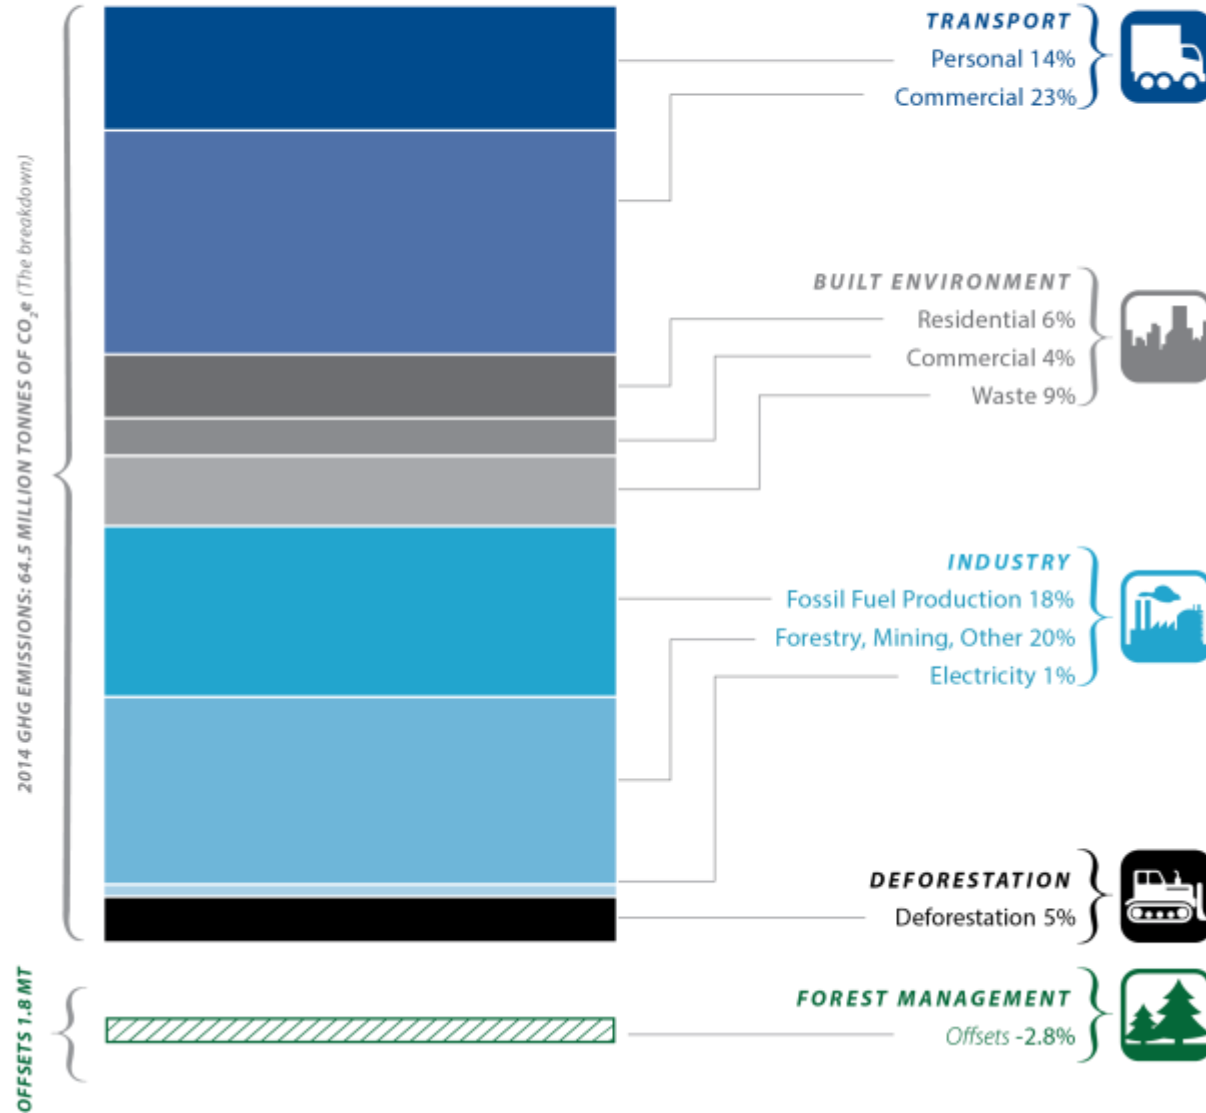 2014 GHG EMISSIONS: 64.5 MILLION TONNES OF CO₂e (The breakdown)
TRANSPORT
Personal 14%
Commercial 23%
BUILT ENVIRONMENT
Residential 6%
Commercial 4%
Waste 9%
INDUSTRY
Fossil Fuel Production 18%
Forestry, Mining, Other 20%
Electricity 1%
DEFORESTATION
Deforestation 5%
OFFSETS 1.8 MT
FOREST MANAGEMENT
Offsets -2.8%